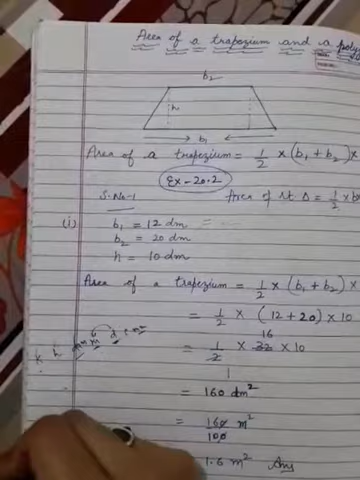 Area of a trapezium and a poly
b₂
h
b₁
Area of a trapezium = 1/2 × (b₁ + b₂) ×
Ex – 20.2
S.No-1
Area of rt. Δ = 1/2 × b×
(i) b₁ = 12 dm =
b₂ = 20 dm
h = 10 dm
Area of a trapezium = 1/2 × (b₁ + b₂) ×
= 1/2 × (12 + 20) × 10
16
= 1/2 × 32 × 10
1
= 160 dm²
= 160/100 m²
1.6 m² Ans